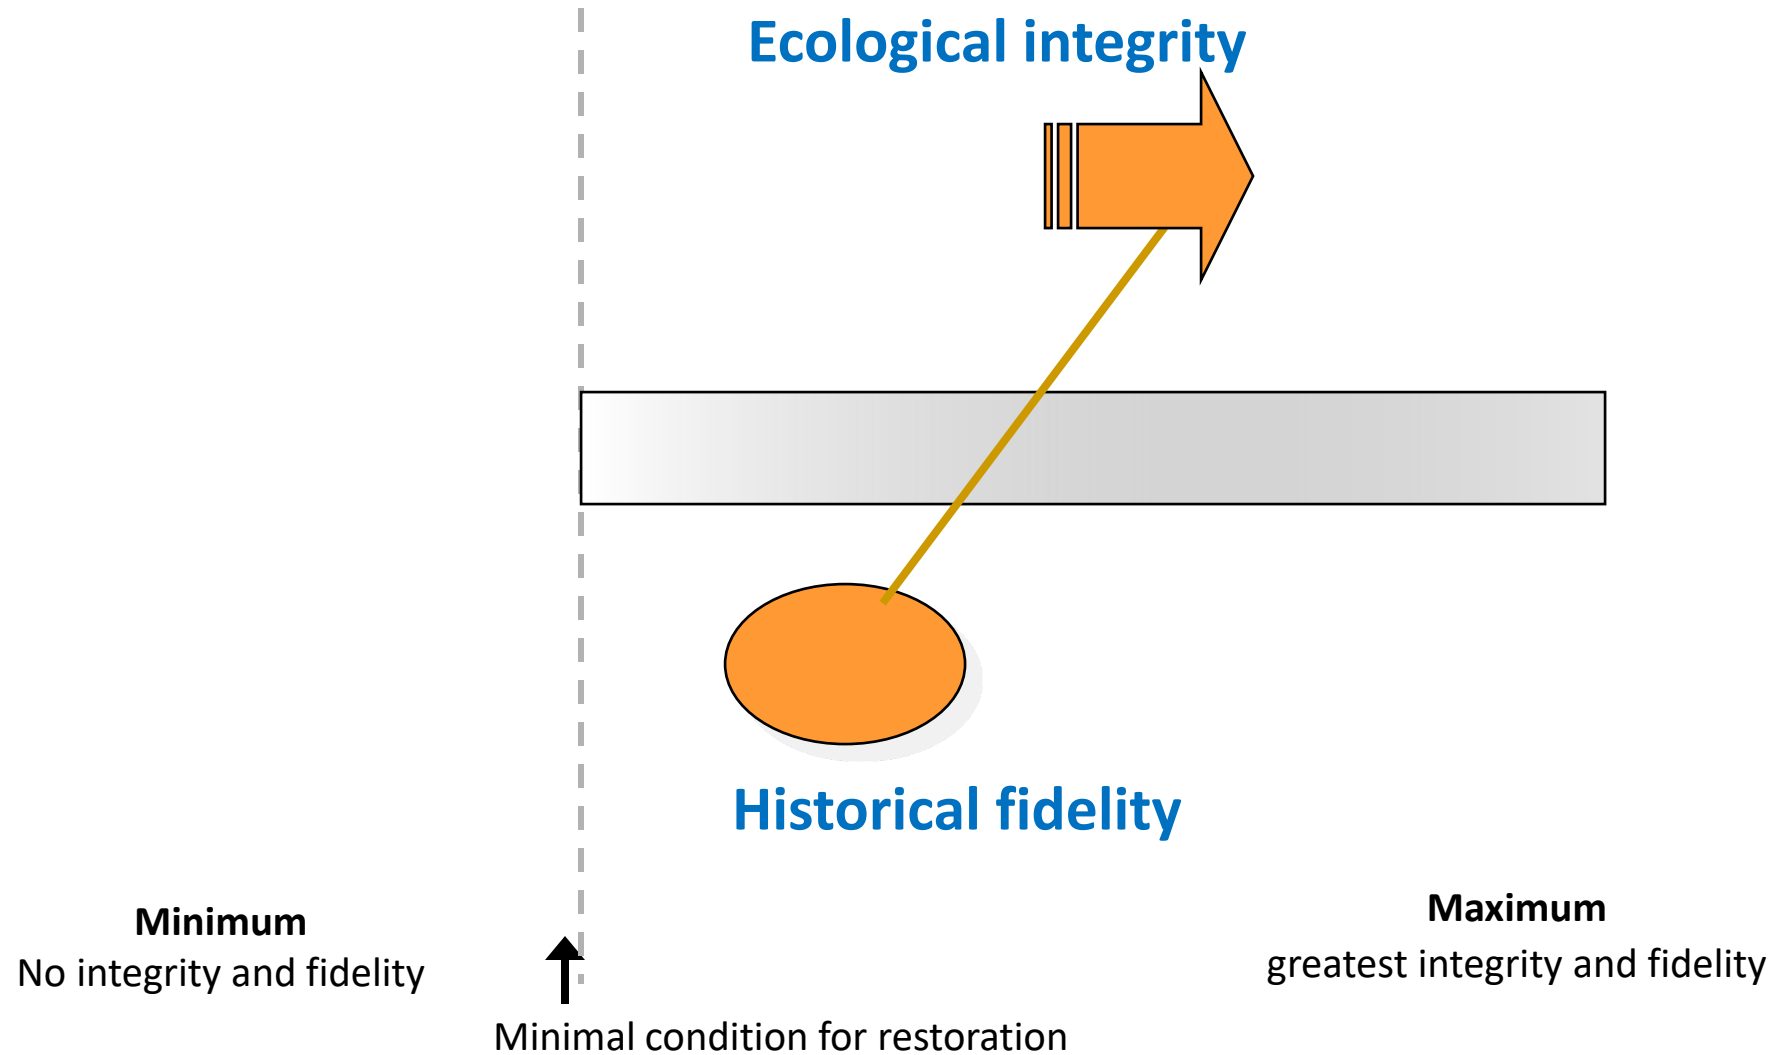 Ecological integrity
Historical fidelity
Minimum
No integrity and fidelity
Maximum
greatest integrity and fidelity
Minimal condition for restoration